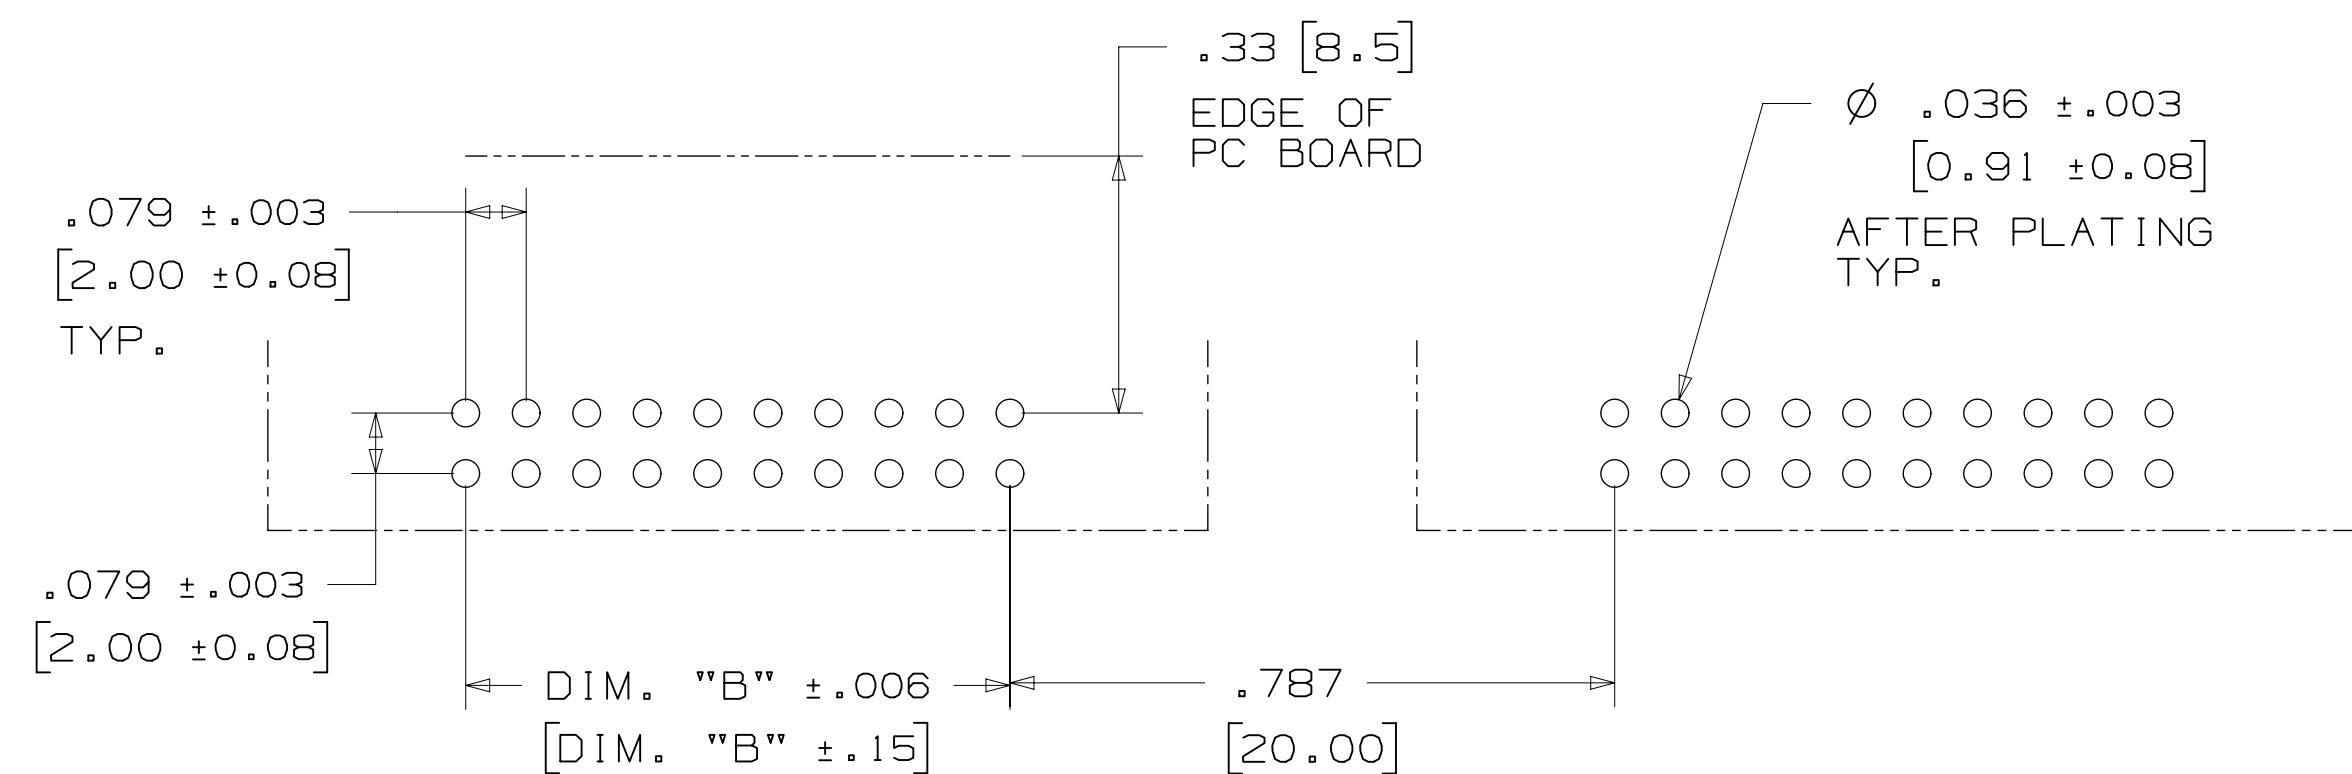 .33 [8.5]
EDGE OF
PC BOARD
Ø .036 ±.003
[0.91 ±0.08]
AFTER PLATING
TYP.
.079 ±.003
[2.00 ±0.08]
TYP.
.079 ±.003
[2.00 ±0.08]
DIM. "B" ±.006
[DIM. "B" ±.15]
.787
[20.00]